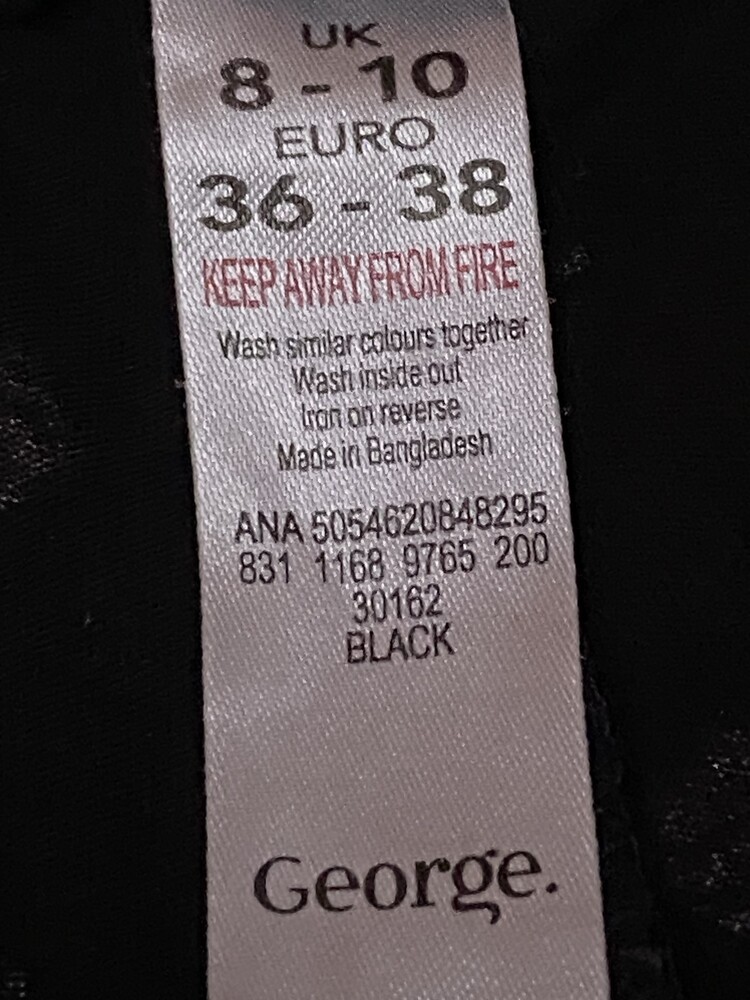 UK
8 - 10
EURO
36 - 38
KEEP AWAY FROM FIRE
Wash similar colours together
Wash inside out
Iron on reverse
Made in Bangladesh
ANA 5054620848295
831 1168 9765 200
30162
BLACK
George.